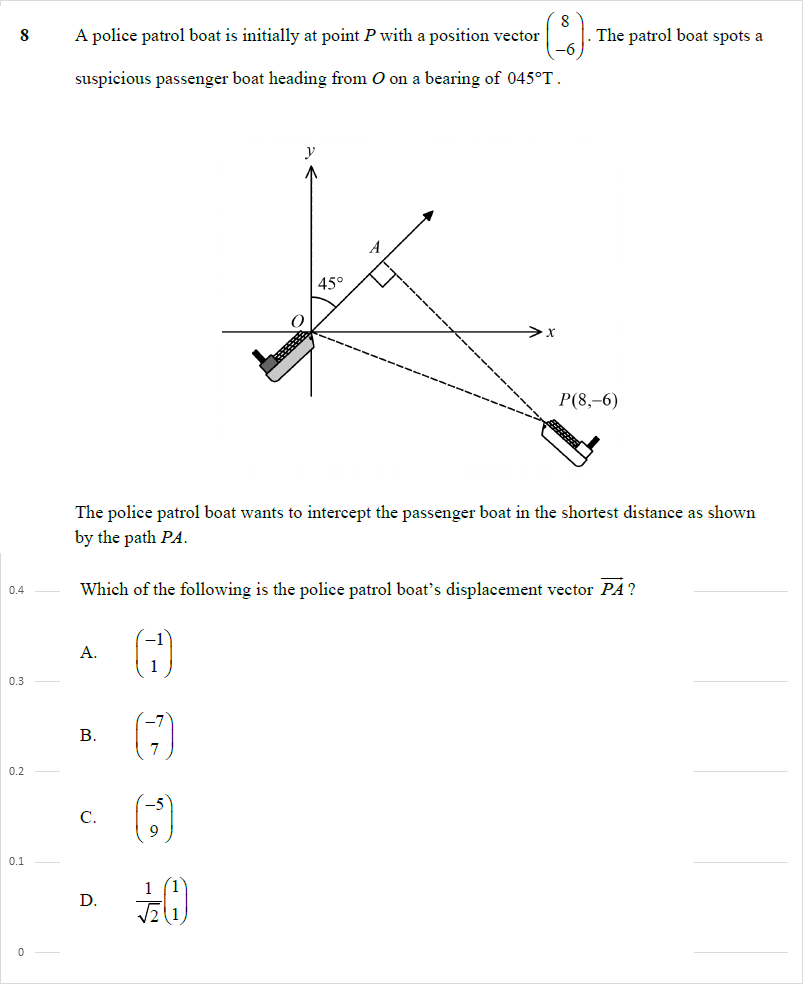 8 A police patrol boat is initially at point P with a position vector (8 −6). The patrol boat spots a
suspicious passenger boat heading from O on a bearing of 045°T .
y
A
45°
O
x
P(8,–6)
The police patrol boat wants to intercept the passenger boat in the shortest distance as shown
by the path PA.
0.4 Which of the following is the police patrol boat’s displacement vector PA ?
A. (−1 1)
0.3
B. (−7 7)
0.2
C. (−5 9)
0.1
D. 1/√2 (1 1)
0